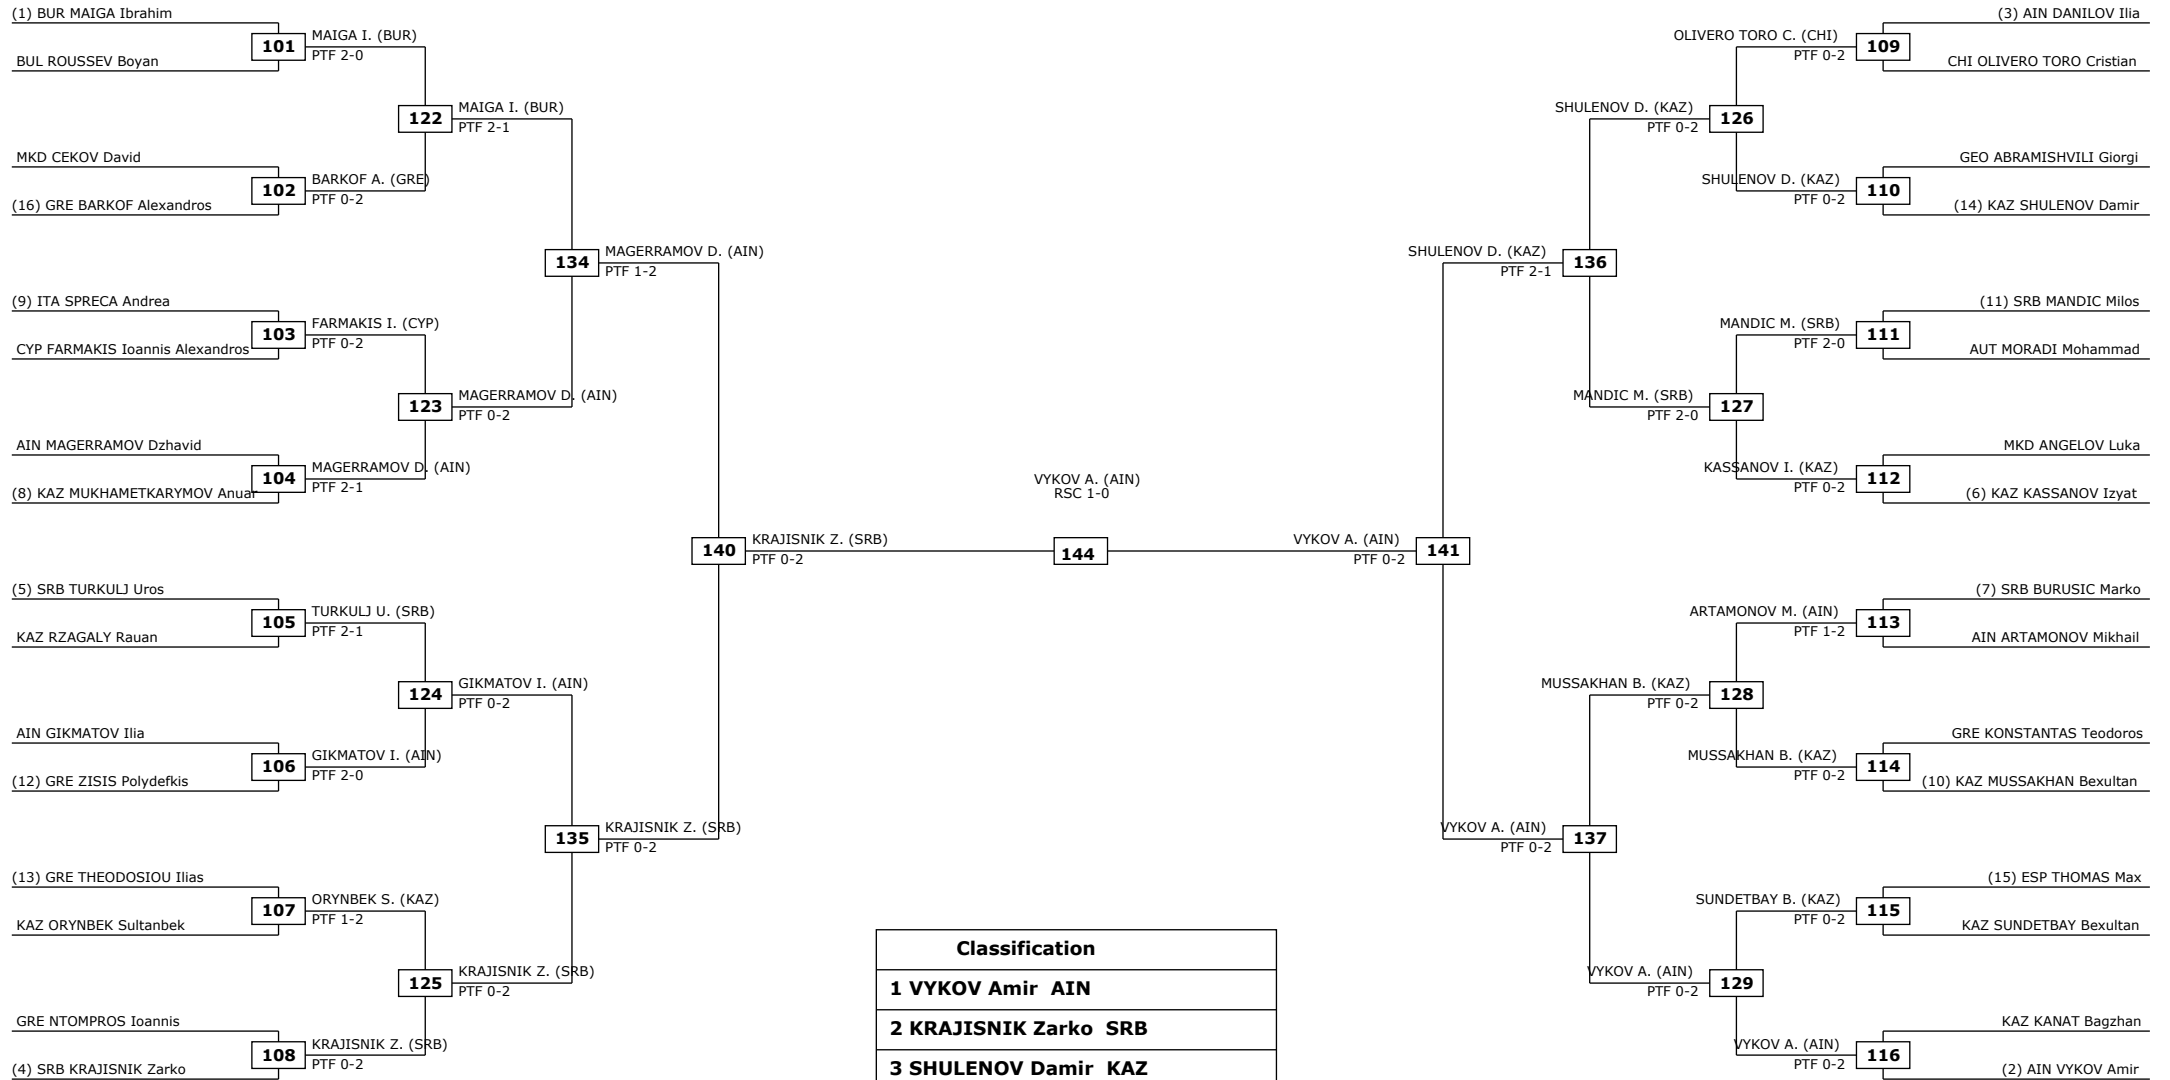 (1) BUR MAIGA Ibrahim
101
MAIGA I. (BUR)
PTF 2-0
BUL ROUSSEV Boyan
122
MAIGA I. (BUR)
PTF 2-1
MKD CEKOV David
102
BARKOF A. (GRE)
PTF 0-2
(16) GRE BARKOF Alexandros
134
MAGERRAMOV D. (AIN)
PTF 1-2
(9) ITA SPRECA Andrea
103
FARMAKIS I. (CYP)
PTF 0-2
CYP FARMAKIS Ioannis Alexandros
123
MAGERRAMOV D. (AIN)
PTF 0-2
AIN MAGERRAMOV Dzhavid
104
MAGERRAMOV D. (AIN)
PTF 2-1
(8) KAZ MUKHAMETKARYMOV Anuar
140
KRAJISNIK Z. (SRB)
PTF 0-2
(5) SRB TURKULJ Uros
105
TURKULJ U. (SRB)
PTF 2-1
KAZ RZAGALY Rauan
124
GIKMATOV I. (AIN)
PTF 0-2
AIN GIKMATOV Ilia
106
GIKMATOV I. (AIN)
PTF 2-0
(12) GRE ZISIS Polydefkis
135
KRAJISNIK Z. (SRB)
PTF 0-2
(13) GRE THEODOSIOU Ilias
107
ORYNBEK S. (KAZ)
PTF 1-2
KAZ ORYNBEK Sultanbek
125
KRAJISNIK Z. (SRB)
PTF 0-2
GRE NTOMPROS Ioannis
108
KRAJISNIK Z. (SRB)
PTF 0-2
(4) SRB KRAJISNIK Zarko
VYKOV A. (AIN)
RSC 1-0
144
(3) AIN DANILOV Ilia
OLIVERO TORO C. (CHI)
PTF 0-2
109
CHI OLIVERO TORO Cristian
SHULENOV D. (KAZ)
PTF 0-2
126
GEO ABRAMISHVILI Giorgi
SHULENOV D. (KAZ)
PTF 0-2
110
(14) KAZ SHULENOV Damir
SHULENOV D. (KAZ)
PTF 2-1
136
(11) SRB MANDIC Milos
MANDIC M. (SRB)
PTF 2-0
111
AUT MORADI Mohammad
MANDIC M. (SRB)
PTF 2-0
127
MKD ANGELOV Luka
KASSANOV I. (KAZ)
PTF 0-2
112
(6) KAZ KASSANOV Izyat
VYKOV A. (AIN)
PTF 0-2
141
(7) SRB BURUSIC Marko
ARTAMONOV M. (AIN)
PTF 1-2
113
AIN ARTAMONOV Mikhail
MUSSAKHAN B. (KAZ)
PTF 0-2
128
GRE KONSTANTAS Teodoros
MUSSAKHAN B. (KAZ)
PTF 0-2
114
(10) KAZ MUSSAKHAN Bexultan
VYKOV A. (AIN)
PTF 0-2
137
(15) ESP THOMAS Max
SUNDETBAY B. (KAZ)
PTF 0-2
115
KAZ SUNDETBAY Bexultan
VYKOV A. (AIN)
PTF 0-2
129
KAZ KANAT Bagzhan
VYKOV A. (AIN)
PTF 0-2
116
(2) AIN VYKOV Amir
Classification
1 VYKOV Amir AIN
2 KRAJISNIK Zarko SRB
3 SHULENOV Damir KAZ